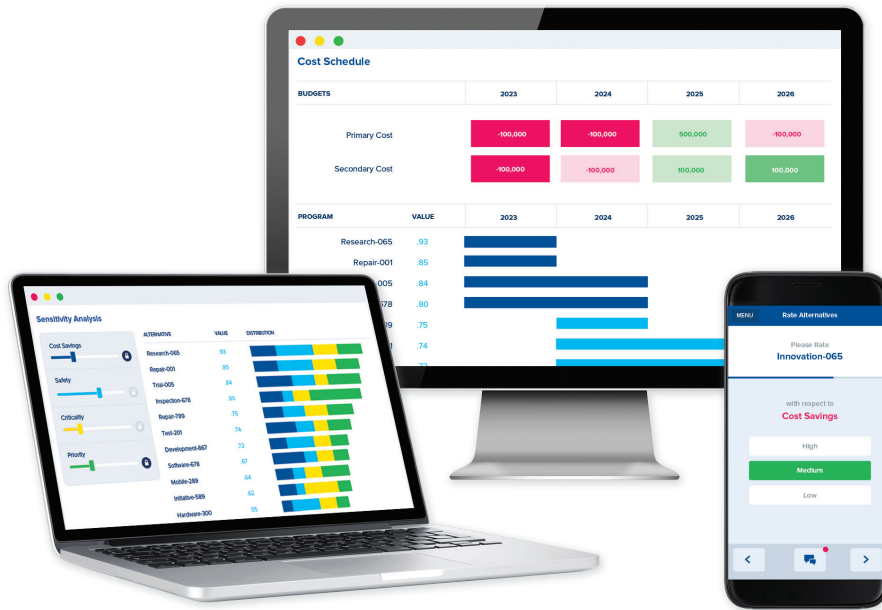 Cost Schedule
BUDGETS 2023 2024 2025 2026
Primary Cost -100,000 -100,000 500,000 -100,000
Secondary Cost -100,000 -100,000 100,000 100,000
PROGRAM VALUE 2023 2024 2025 2026
Research-065 .93
Repair-001 .85
005 .84
678 .80
.75
.74
.72
Sensitivity Analysis
ALTERNATIVE VALUE DISTRIBUTION
Cost Savings
Safety
Criticality
Priority
Research-065 .93
Repair-001 .85
Trial-005 .84
Inspection-678 .80
Repair-789 .75
Test-201 .74
Development-867 .72
Software-678 .67
Mobile-289 .64
Initiative-589 .62
Hardware-300 .55
MENU Rate Alternatives
Please Rate
Innovation-065
with respect to
Cost Savings
High
Medium
Low